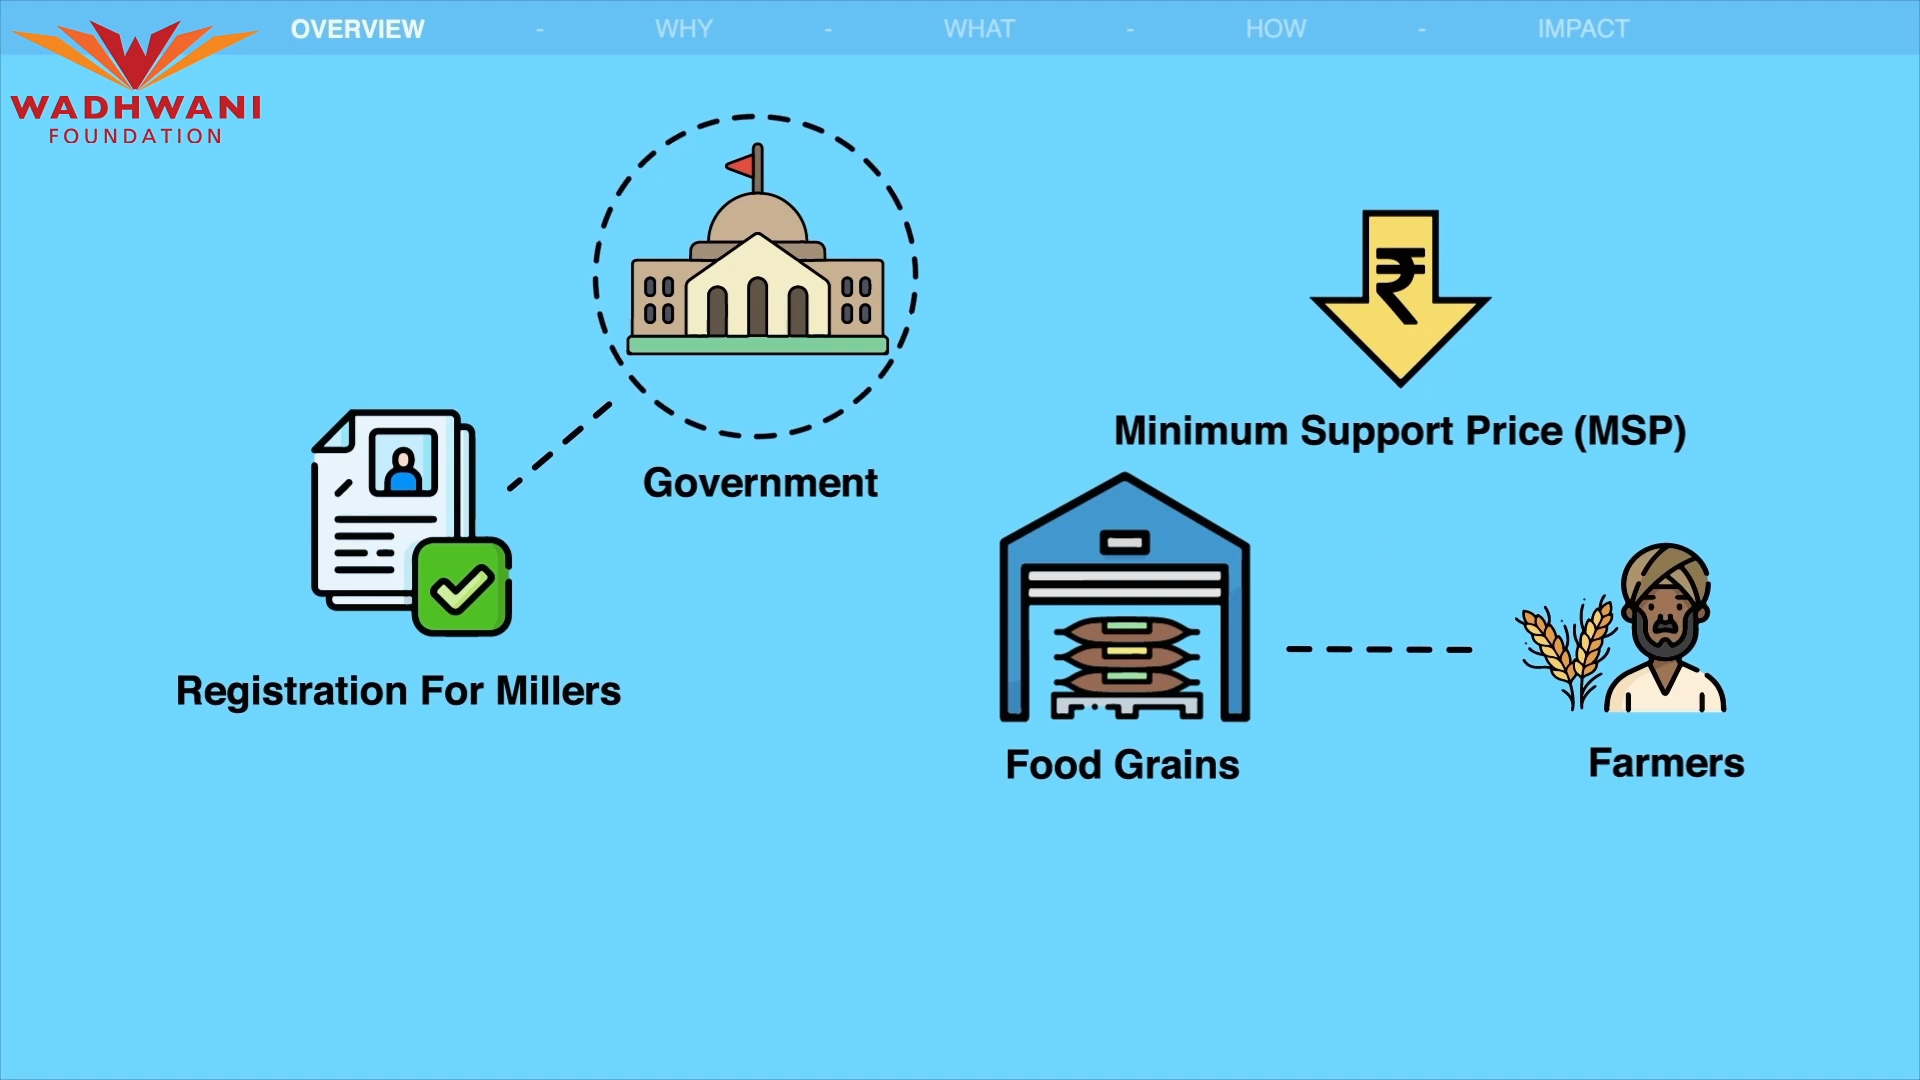 OVERVIEW - WHY - WHAT - HOW - IMPACT
WADHWANI
FOUNDATION
₹
Minimum Support Price (MSP)
Government
Registration For Millers
Food Grains
Farmers